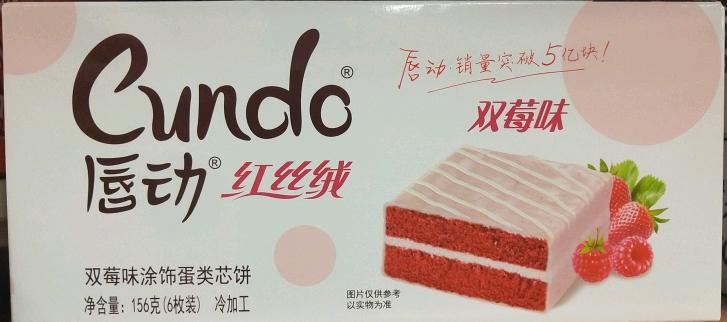 Cundo®
唇动·销量突破5亿块!
双莓味
唇动® 红丝绒
双莓味涂饰蛋类芯饼
净含量: 156克(6枚装) 冷加工
图片仅供参考
以实物为准